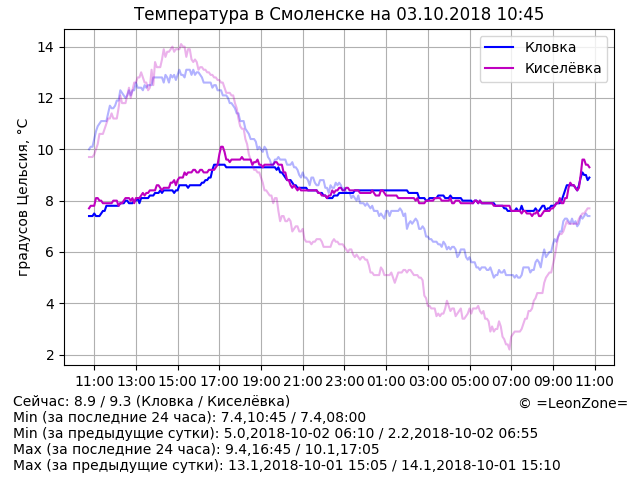 Температура в Смоленске на 03.10.2018 10:45
Кловка
Киселёвка
градусов Цельсия, °C
14
12
10
8
6
4
2
11:00 13:00 15:00 17:00 19:00 21:00 23:00 01:00 03:00 05:00 07:00 09:00 11:00
Сейчас: 8.9 / 9.3 (Кловка / Киселёвка)
© =LeonZone=
Min (за последние 24 часа): 7.4,10:45 / 7.4,08:00
Min (за предыдущие сутки): 5.0,2018-10-02 06:10 / 2.2,2018-10-02 06:55
Max (за последние 24 часа): 9.4,16:45 / 10.1,17:05
Max (за предыдущие сутки): 13.1,2018-10-01 15:05 / 14.1,2018-10-01 15:10